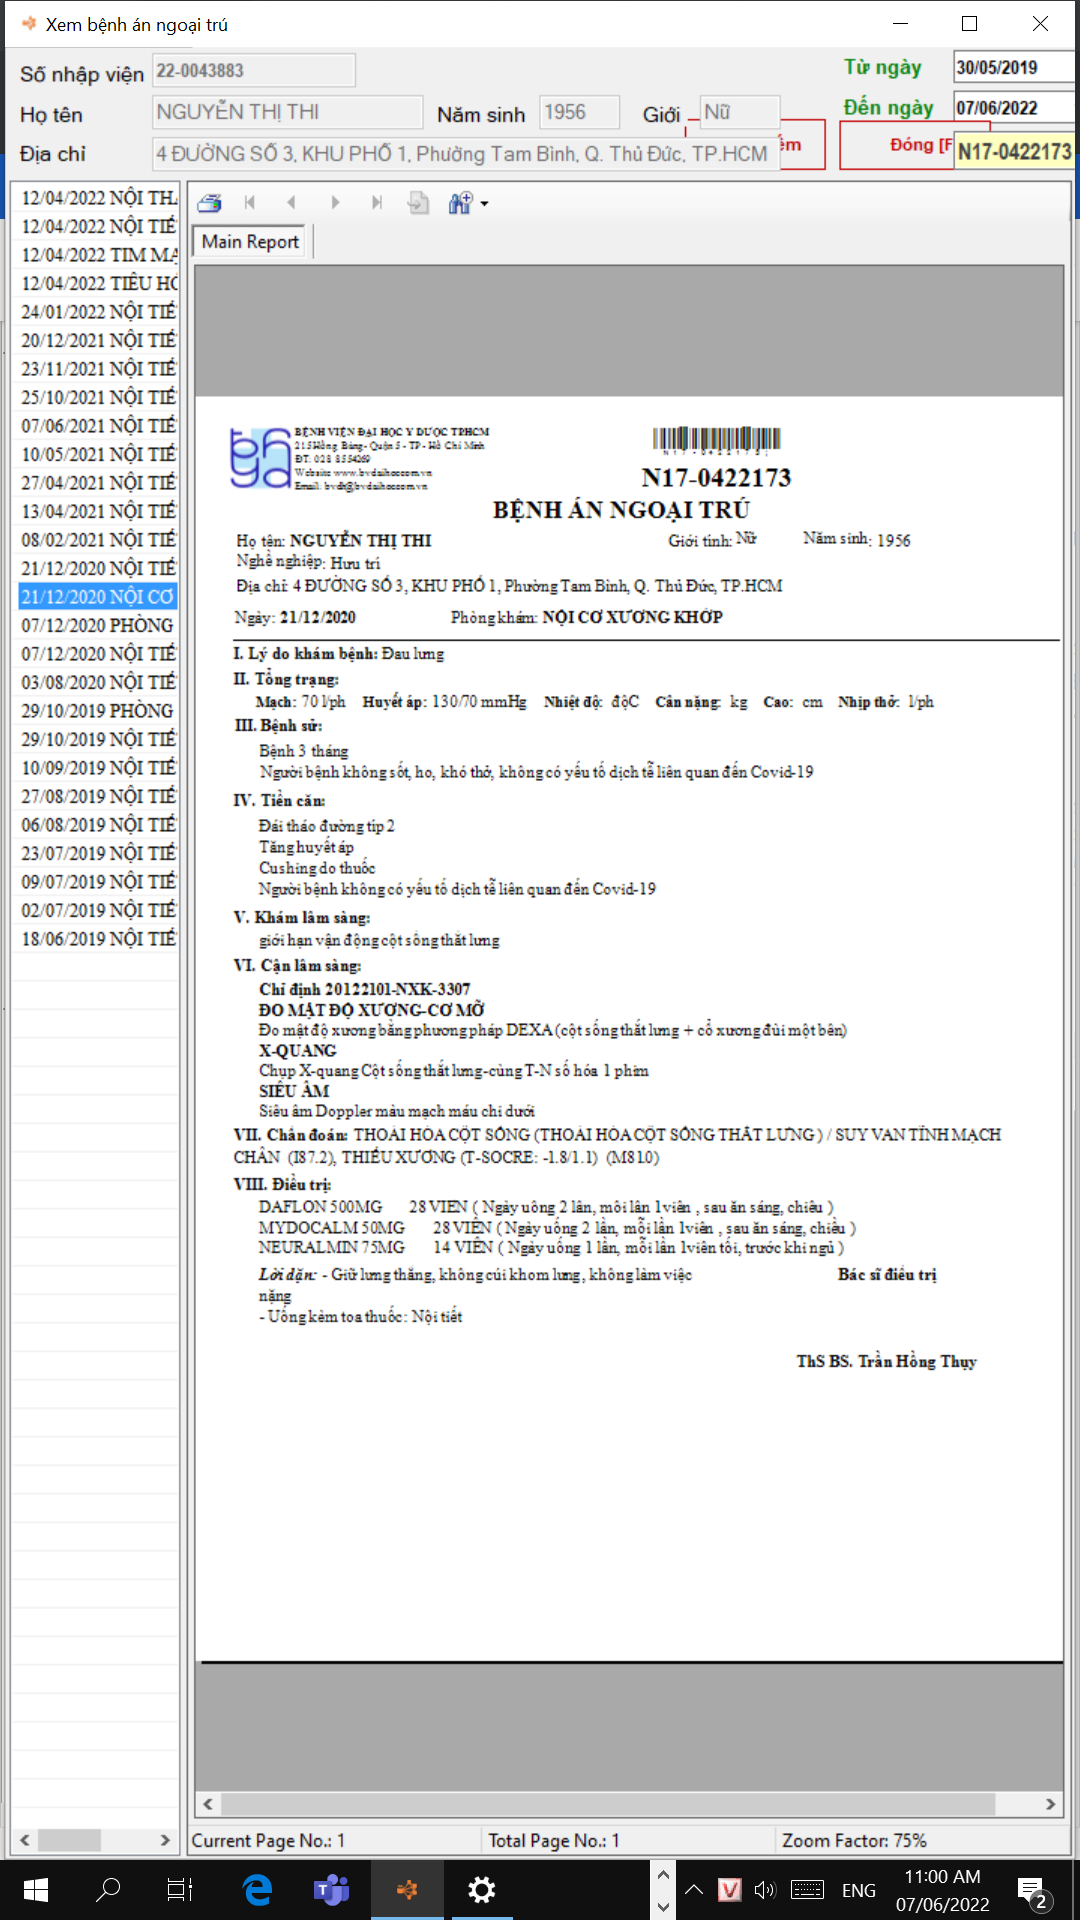 Xem bệnh án ngoại trú
Số nhập viện 22-0043883
Từ ngày 30/05/2019
Họ tên NGUYỄN THỊ THI Năm sinh 1956 Giới Nữ
Đến ngày 07/06/2022
Địa chỉ 4 ĐƯỜNG SỐ 3, KHU PHỐ 1, Phường Tam Bình, Q. Thủ Đức, TP.HCM
Đóng [F
N17-0422173
12/04/2022 NỘI
12/04/2022 NỘI TIẾ
12/04/2022 TIM MẠ
12/04/2022 TIÊU HÓ
24/01/2022 NỘI TIẾ
20/12/2021 NỘI TIẾ
23/11/2021 NỘI TIẾ
25/10/2021 NỘI TIẾ
07/06/2021 NỘI TIẾ
10/05/2021 NỘI TIẾ
27/04/2021 NỘI TIẾ
13/04/2021 NỘI TIẾ
08/02/2021 NỘI TIẾ
21/12/2020 NỘI TIẾ
21/12/2020 NỘI CƠ
07/12/2020 PHÒNG
07/12/2020 NỘI TIẾ
03/08/2020 NỘI TIẾ
29/10/2019 PHÒNG
29/10/2019 NỘI TIẾ
10/09/2019 NỘI TIẾ
27/08/2019 NỘI TIẾ
06/08/2019 NỘI TIẾ
23/07/2019 NỘI TIẾ
09/07/2019 NỘI TIẾ
02/07/2019 NỘI TIẾ
18/06/2019 NỘI TIẾ
Main Report
BỆNH VIỆN ĐẠI HỌC Y DƯỢC TPHCM
215 Hồng Bàng - Quận 5 - TP - Hồ Chí Minh
ĐT: 028 8554269
Website www.bvdaihoccom.vn
Email: bvdh@bvdaihoccom.vn
N17-0422173
BỆNH ÁN NGOẠI TRÚ
Họ tên: NGUYỄN THỊ THI Giới tính: Nữ Năm sinh: 1956
Nghề nghiệp: Hưu trí
Địa chỉ: 4 ĐƯỜNG SỐ 3, KHU PHỐ 1, Phường Tam Bình, Q. Thủ Đức, TP.HCM
Ngày: 21/12/2020 Phòng khám: NỘI CƠ XƯƠNG KHỚP
I. Lý do khám bệnh: Đau lưng
II. Tổng trạng:
Mạch: 70 l/ph Huyết áp: 130/70 mmHg Nhiệt độ: độC Cân nặng: kg Cao: cm Nhịp thở: l/ph
III. Bệnh sử:
Bệnh 3 tháng
Người bệnh không sốt, ho, khó thở, không có yếu tố dịch tễ liên quan đến Covid-19
IV. Tiền căn:
Đái tháo đường típ 2
Tăng huyết áp
Cushing do thuốc
Người bệnh không có yếu tố dịch tễ liên quan đến Covid-19
V. Khám lâm sàng:
giới hạn vận động cột sống thắt lưng
VI. Cận lâm sàng:
Chỉ định 20122101-NXK-3307
ĐO MẬT ĐỘ XƯƠNG-CƠ MỠ
Đo mật độ xương bằng phương pháp DEXA (cột sống thắt lưng + cổ xương đùi một bên)
X-QUANG
Chụp X-quang Cột sống thắt lưng-cùng T-N số hóa 1 phim
SIÊU ÂM
Siêu âm Doppler màu mạch máu chi dưới
VII. Chẩn đoán: THOÁI HÓA CỘT SỐNG (THOÁI HÓA CỘT SỐNG THẮT LƯNG ) / SUY VAN TĨNH MẠCH
CHÂN (I87.2), THIẾU XƯƠNG (T-SOCRE: -1.8/1.1) (M81.0)
VIII. Điều trị:
DAFLON 500MG 28 VIÊN ( Ngày uống 2 lần, mỗi lần 1 viên , sau ăn sáng, chiều )
MYDOCALM 50MG 28 VIÊN ( Ngày uống 2 lần, mỗi lần 1 viên , sau ăn sáng, chiều )
NEURALMIN 75MG 14 VIÊN ( Ngày uống 1 lần, mỗi lần 1 viên tối, trước khi ngủ )
Lời dặn: - Giữ lưng thẳng, không cúi khom lưng, không làm việc
nặng
- Uống kèm toa thuốc: Nội tiết
Bác sĩ điều trị
ThS BS. Trần Hồng Thụy
Current Page No.: 1 Total Page No.: 1 Zoom Factor: 75%
ENG
11:00 AM
07/06/2022
2